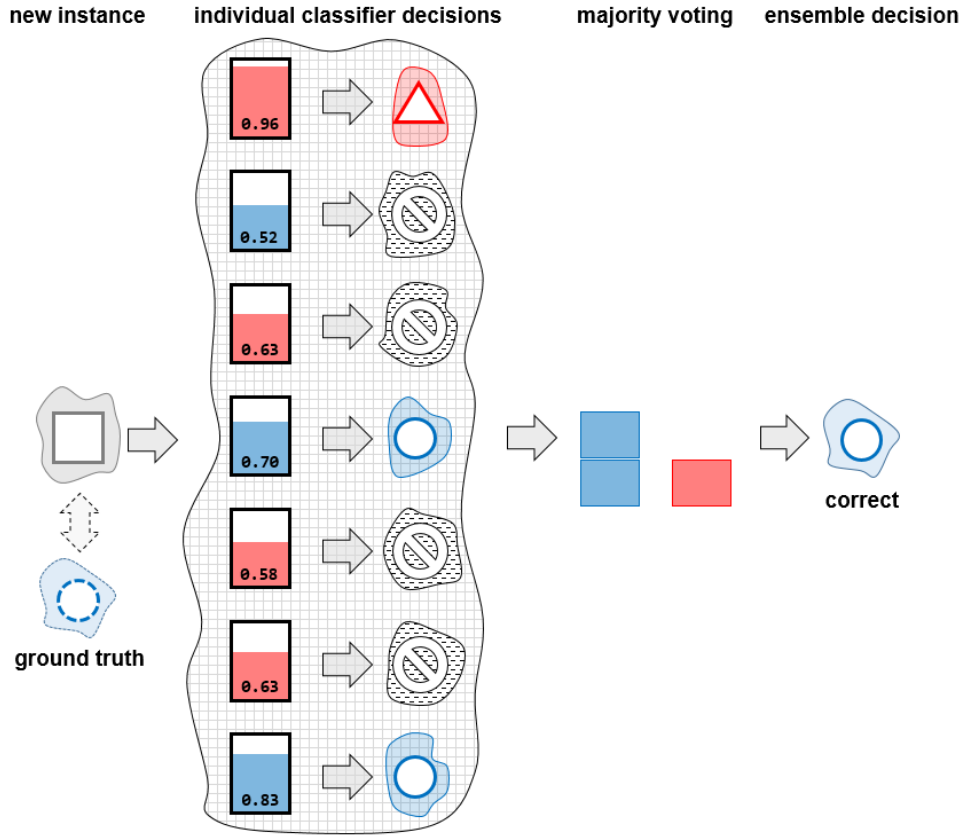 new instance
individual classifier decisions
majority voting
ensemble decision
0.96
0.52
0.63
0.70
0.58
0.63
0.83
correct
ground truth